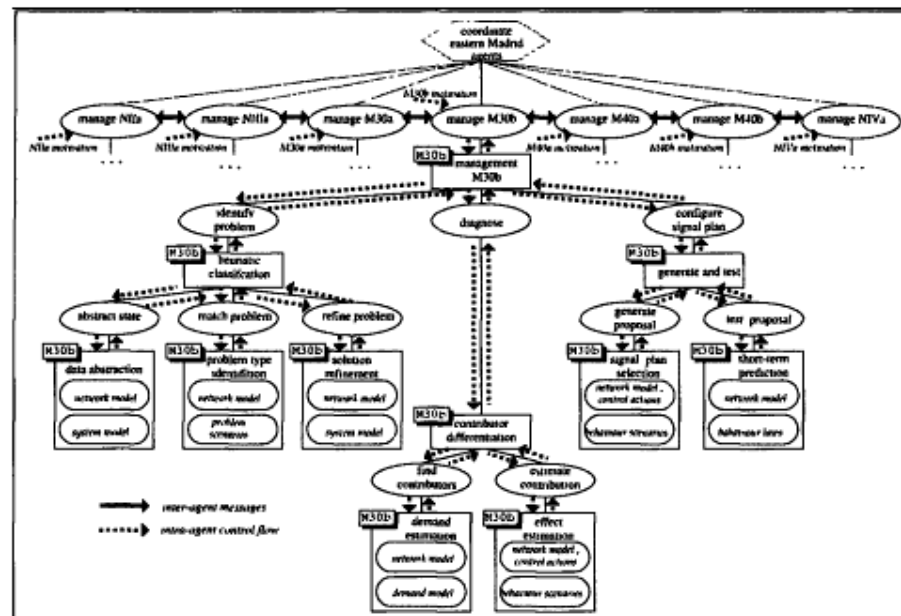 coordinate
eastern Madrid
agents
M30b motivation
manage NIIa
manage NIIIa
manage M30a
manage M30b
manage M40a
manage M40b
manage NIVa
NIIa motivation
NIIIa motivation
M30a motivation
M40a motivation
M40b motivation
NIVa motivation
...
...
...
...
...
...
M30b
management
M30b
identify
problem
diagnose
configure
signal plan
M30b
heuristic
classification
M30b
generate and test
abstract state
match problem
refine problem
generate
proposal
test proposal
M30b
data abstraction
network model
system model
M30b
problem type
identification
network model
problem
scenarios
M30b
solution
refinement
network model
system model
M30b
signal plan
selection
network model,
control actions
behaviour scenarios
M30b
short-term
prediction
network model
behaviour laws
M30b
contributor
differentiation
find
contributors
estimate
contribution
inter-agent messages
intra-agent control flow
M30b
demand
estimation
network model
demand model
M30b
effect
estimation
network model,
control actions
behaviour scenarios